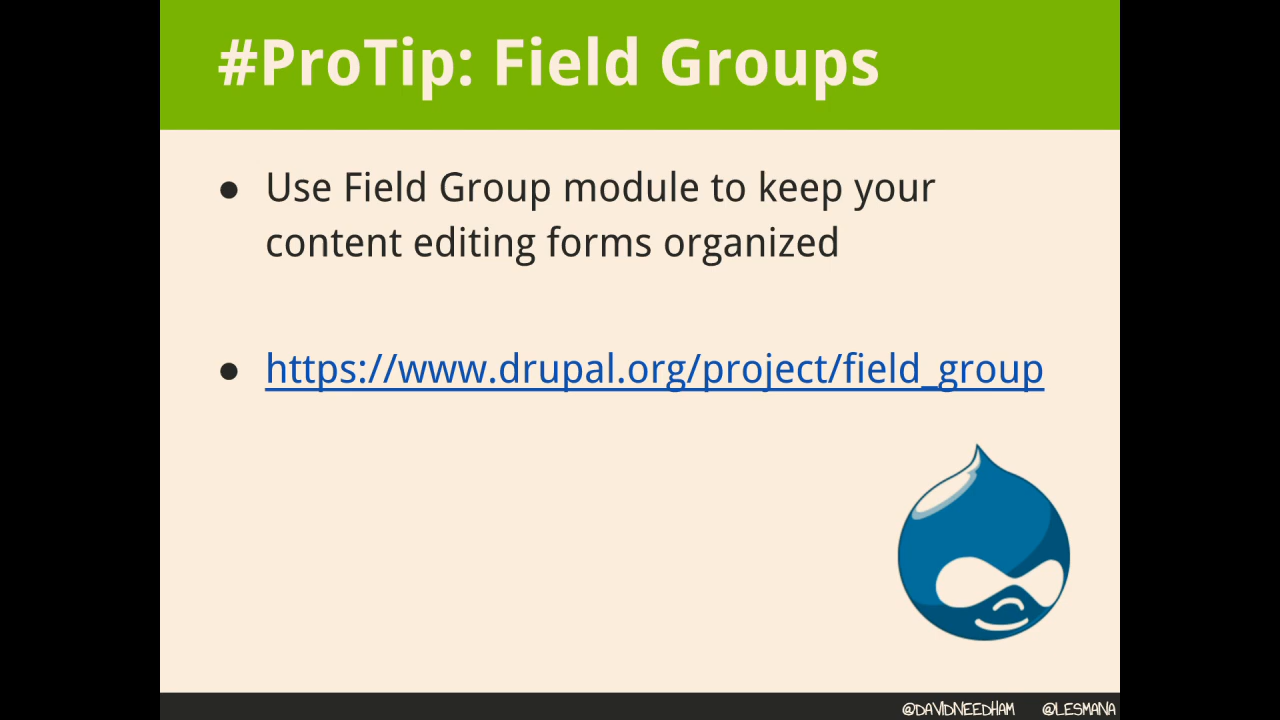 #ProTip: Field Groups
● Use Field Group module to keep your
content editing forms organized
● https://www.drupal.org/project/field_group
@DAVIDNEEDHAM @LESMANA